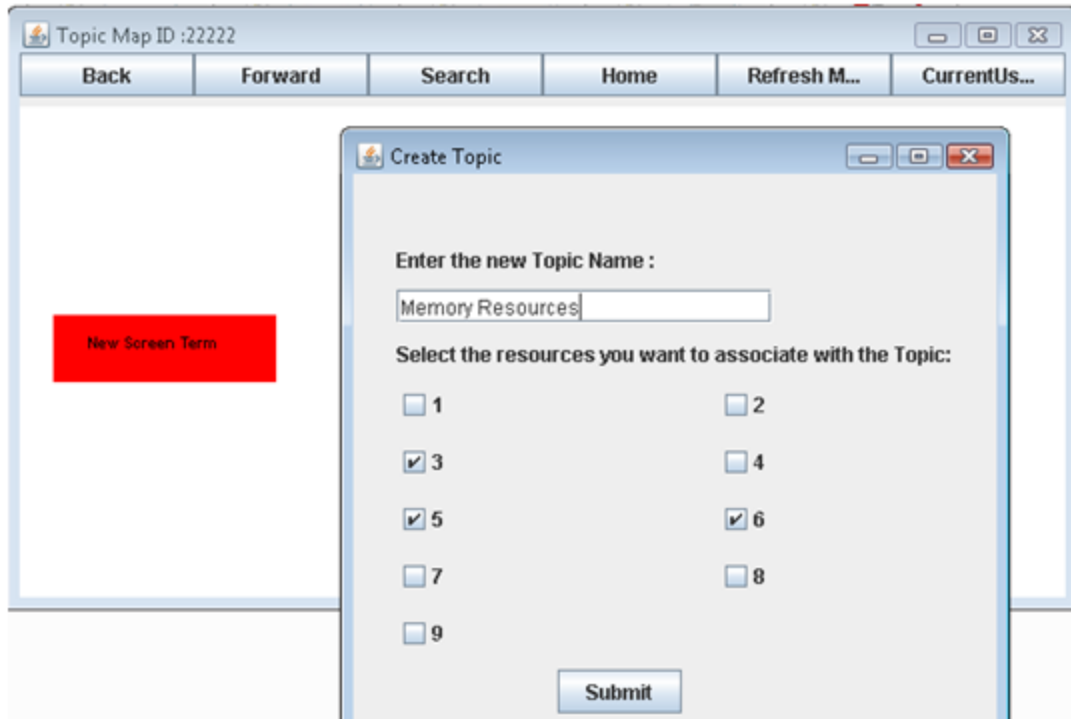 Topic Map ID :22222
Back Forward Search Home Refresh M... CurrentUs...
Create Topic
Enter the new Topic Name :
Memory Resources
New Screen Term
Select the resources you want to associate with the Topic:
1 2
3 4
5 6
7 8
9
Submit